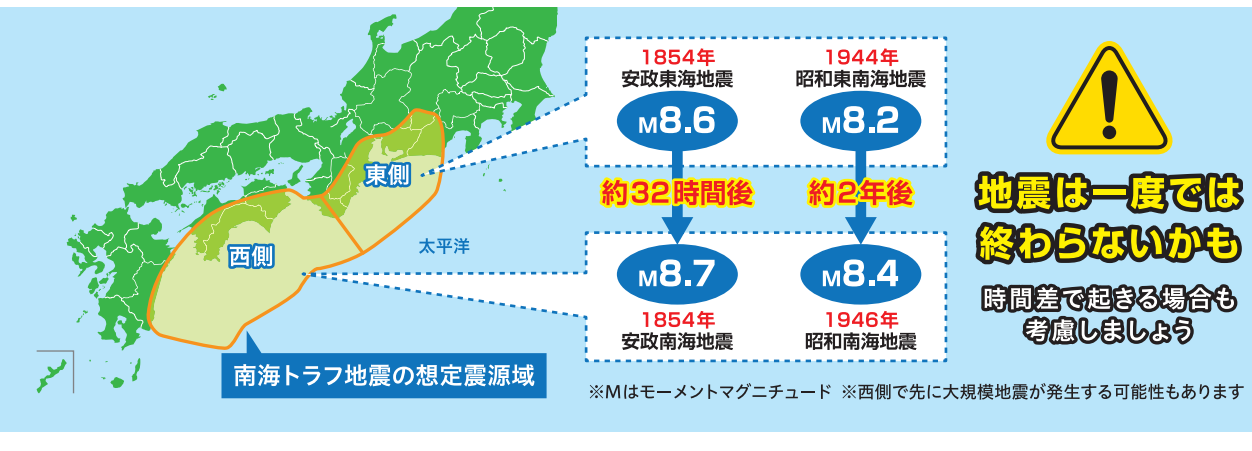 東側
西側
太平洋
南海トラフ地震の想定震源域
1854年
安政東海地震
M8.6
約32時間後
M8.7
1854年
安政南海地震
1944年
昭和東南海地震
M8.2
約2年後
M8.4
1946年
昭和南海地震
地震は一度では
終わらないかも
時間差で起きる場合も
考慮しましょう
※Mはモーメントマグニチュード ※西側で先に大規模地震が発生する可能性もあります